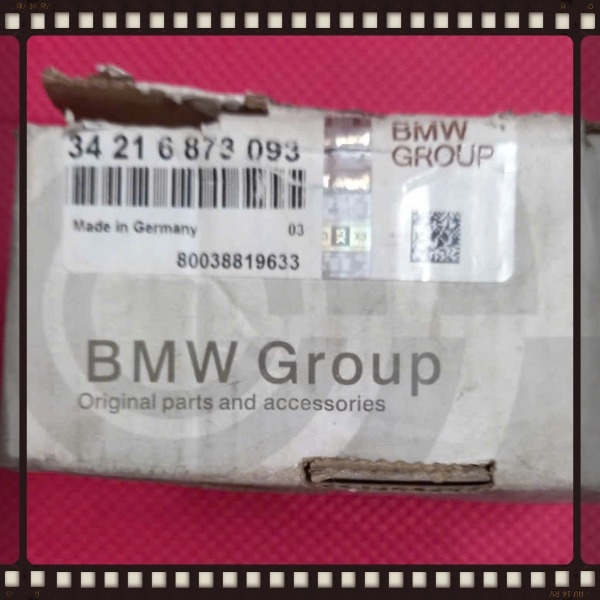 34 21 6 873 093
BMW
GROUP
Made in Germany 03
80038819633
BMW Group
Original parts and accessories